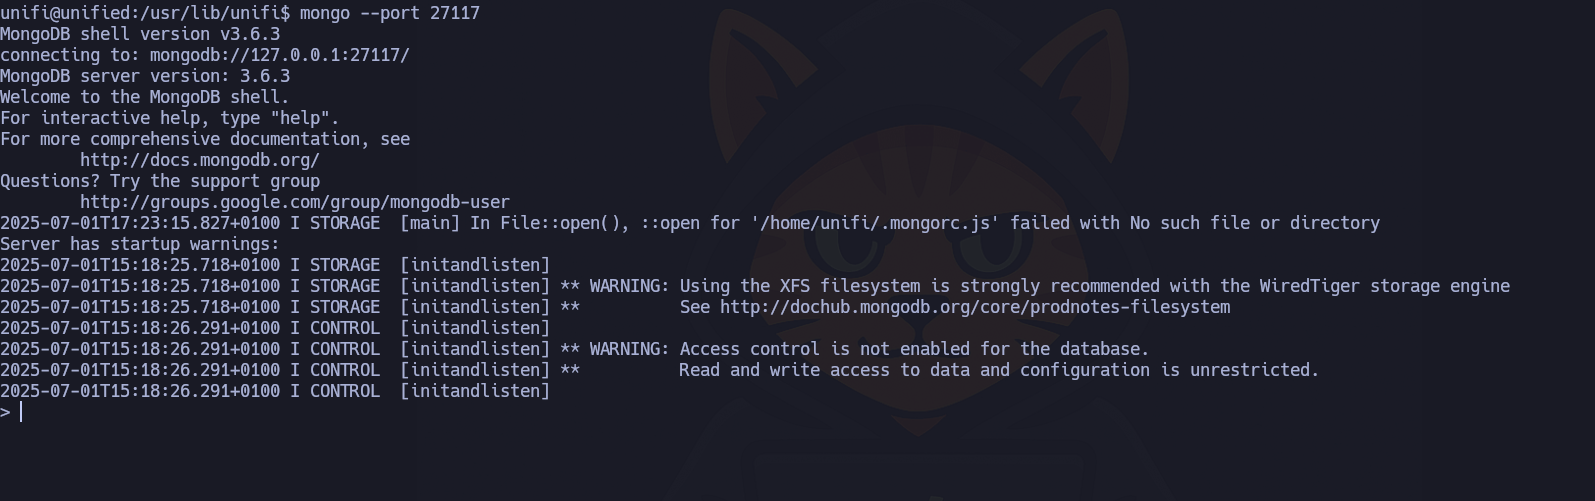 unifi@unified:/usr/lib/unifi$ mongo --port 27117
MongoDB shell version v3.6.3
connecting to: mongodb://127.0.0.1:27117/
MongoDB server version: 3.6.3
Welcome to the MongoDB shell.
For interactive help, type "help".
For more comprehensive documentation, see
        http://docs.mongodb.org/
Questions? Try the support group
        http://groups.google.com/group/mongodb-user
2025-07-01T17:23:15.827+0100 I STORAGE  [main] In File::open(), ::open for '/home/unifi/.mongorc.js' failed with No such file or directory
Server has startup warnings:
2025-07-01T15:18:25.718+0100 I STORAGE  [initandlisten]
2025-07-01T15:18:25.718+0100 I STORAGE  [initandlisten] ** WARNING: Using the XFS filesystem is strongly recommended with the WiredTiger storage engine
2025-07-01T15:18:25.718+0100 I STORAGE  [initandlisten] **          See http://dochub.mongodb.org/core/prodnotes-filesystem
2025-07-01T15:18:26.291+0100 I CONTROL  [initandlisten]
2025-07-01T15:18:26.291+0100 I CONTROL  [initandlisten] ** WARNING: Access control is not enabled for the database.
2025-07-01T15:18:26.291+0100 I CONTROL  [initandlisten] **          Read and write access to data and configuration is unrestricted.
2025-07-01T15:18:26.291+0100 I CONTROL  [initandlisten]
>